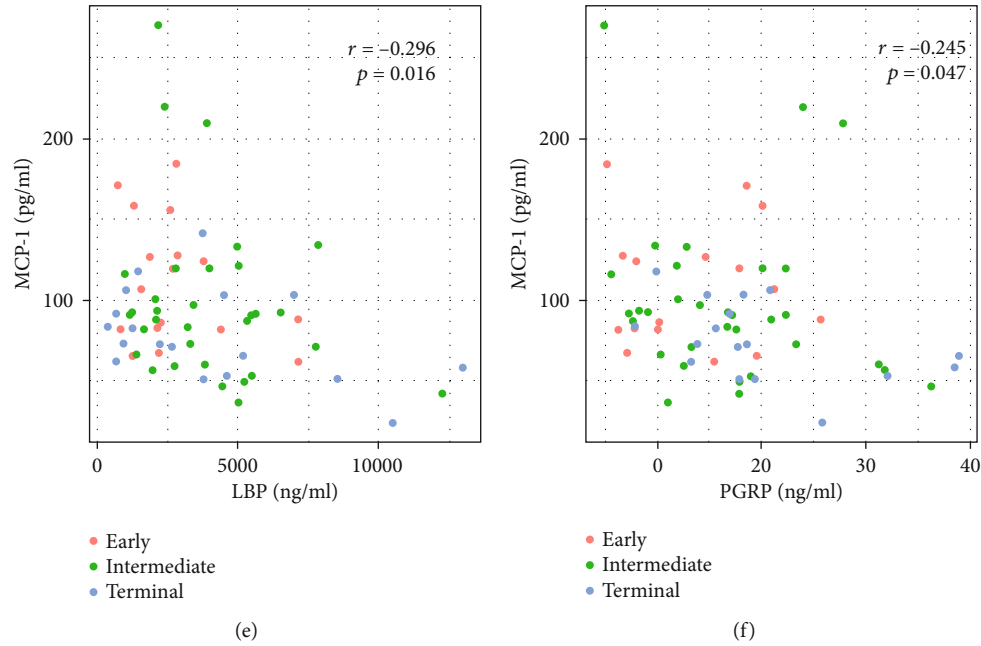 r = –0.296
p = 0.016
200
100
MCP-1 (pg/ml)
0 5000 10000
LBP (ng/ml)
Early
Intermediate
Terminal
(e)
r = –0.245
p = 0.047
200
100
MCP-1 (pg/ml)
0 20 30 40
PGRP (ng/ml)
Early
Intermediate
Terminal
(f)